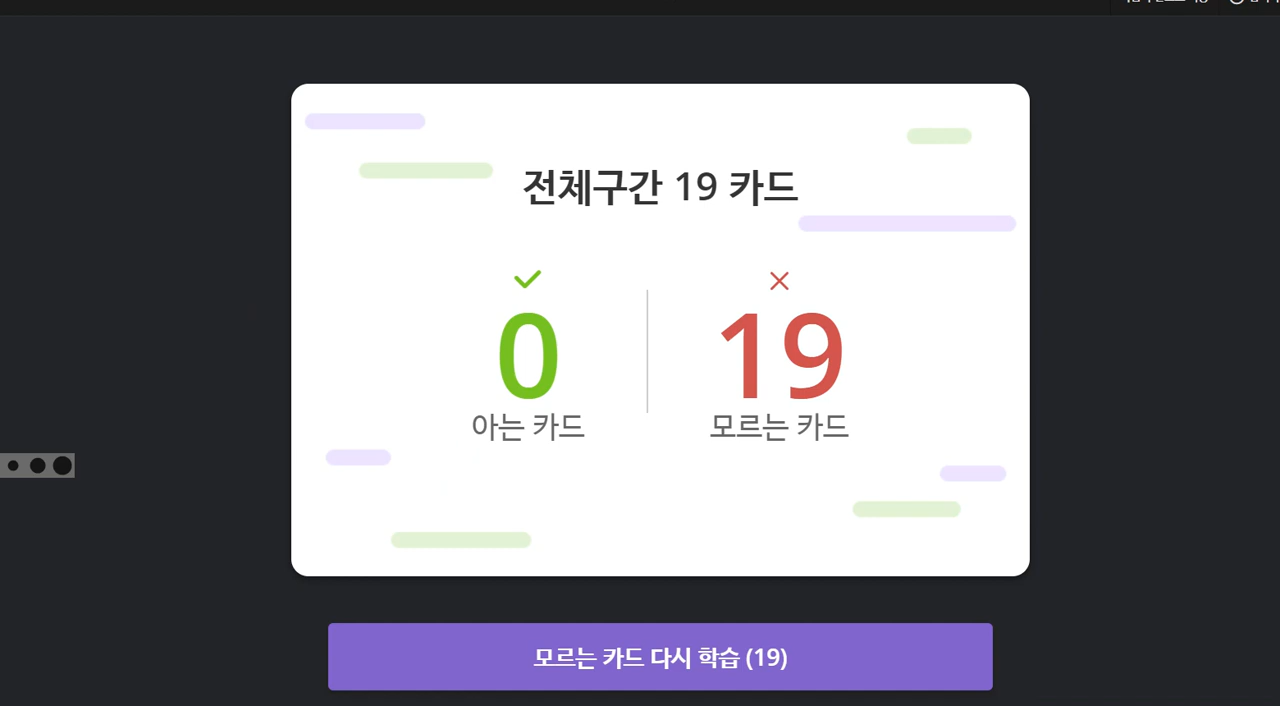 전체구간 19 카드
0
19
아는 카드
모르는 카드
모르는 카드 다시 학습 (19)